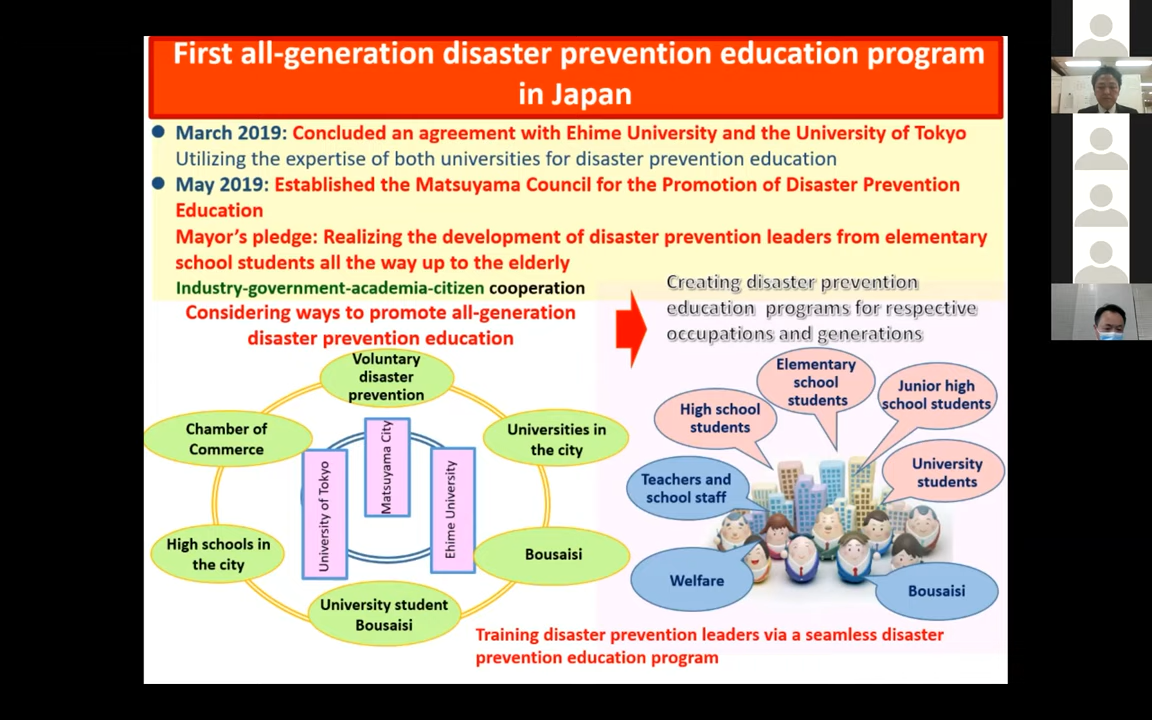 First all-generation disaster prevention education program
in Japan
March 2019: Concluded an agreement with Ehime University and the University of Tokyo
Utilizing the expertise of both universities for disaster prevention education
May 2019: Established the Matsuyama Council for the Promotion of Disaster Prevention
Education
Mayor's pledge: Realizing the development of disaster prevention leaders from elementary
school students all the way up to the elderly
Industry-government-academia-citizen cooperation
Considering ways to promote all-generation
disaster prevention education
Voluntary
disaster
prevention
Chamber of
Commerce
Universities in
the city
University of Tokyo
Matsuyama City
Ehime University
High schools in
the city
Bousaisi
University student
Bousaisi
Creating disaster prevention
education programs for respective
occupations and generations
Elementary
school
students
Junior high
school students
High school
students
University
students
Teachers and
school staff
Welfare
Bousaisi
Training disaster prevention leaders via a seamless disaster
prevention education program